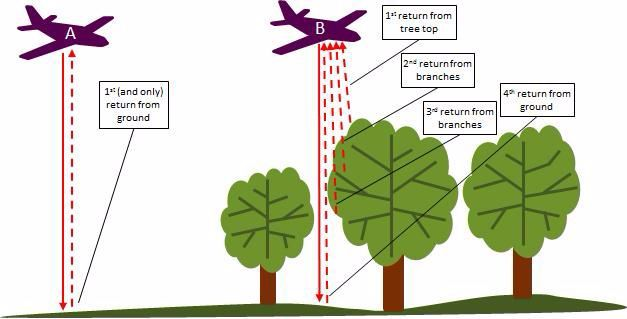 A
1st (and only)
return from
ground
B
1st return from
tree top
2nd return from
branches
3rd return from
branches
4th return from
ground